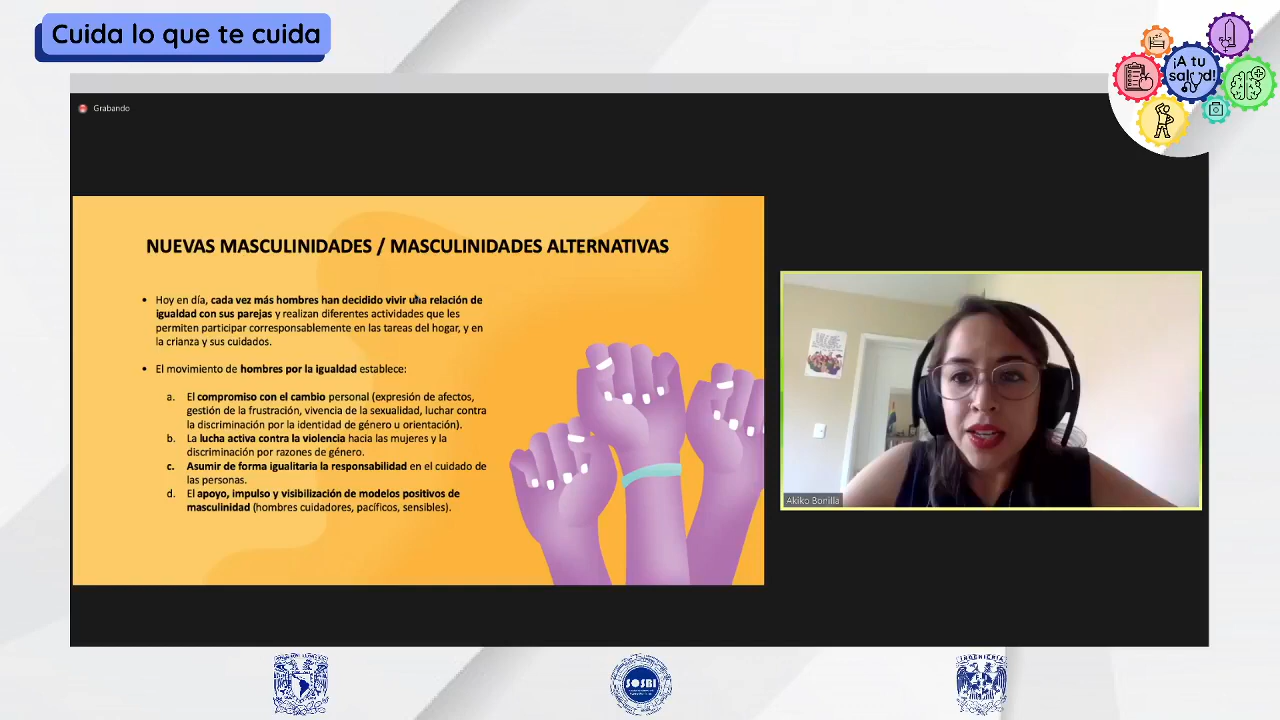 Cuida lo que te cuida
¡A tu
salud!
Grabando
NUEVAS MASCULINIDADES / MASCULINIDADES ALTERNATIVAS
• Hoy en día, cada vez más hombres han decidido vivir una relación de
igualdad con sus parejas y realizan diferentes actividades que les
permiten participar corresponsablemente en las tareas del hogar, y en
la crianza y sus cuidados.
• El movimiento de hombres por la igualdad establece:
a. El compromiso con el cambio personal (expresión de afectos,
gestión de la frustración, vivencia de la sexualidad, luchar contra
la discriminación por la identidad de género u orientación).
b. La lucha activa contra la violencia hacia las mujeres y la
discriminación por razones de género.
c. Asumir de forma igualitaria la responsabilidad en el cuidado de
las personas.
d. El apoyo, impulso y visibilización de modelos positivos de
masculinidad (hombres cuidadores, pacíficos, sensibles).
Akiko Bonilla
SOSBI
INGENIERÍA